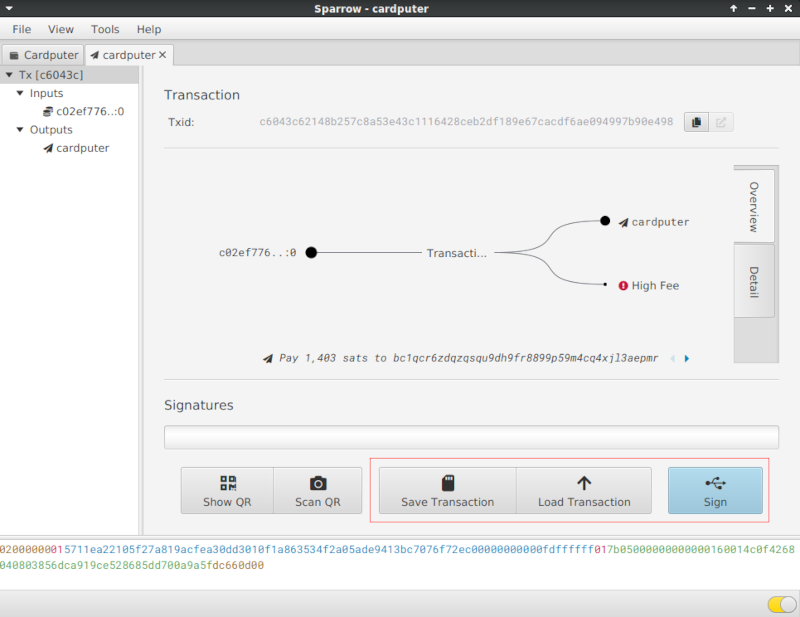 Sparrow - cardputer
File View Tools Help
Cardputer cardputer
Tx [c6043c]
Inputs
c02ef776..:0
Outputs
cardputer
Transaction
Txid: c6043c62148b257c8a53e43c1116428ceb2df189e67cacdf6ae094997b90e498
Overview
Detail
c02ef776..:0
Transacti...
cardputer
High Fee
Pay 1,403 sats to bc1qcr6zdqzqsqu9dh9fr8899p59m4cq4xjl3aepmr
Signatures
Show QR
Scan QR
Save Transaction
Load Transaction
Sign
02000000015711ea22105f27a819acfea30dd3010f1a863534f2a05ade9413bc7076f72ec00000000000fdffffff017b05000000000000160014c0f4268
040803856dca919ce528685dd700a9a5fdc660d00